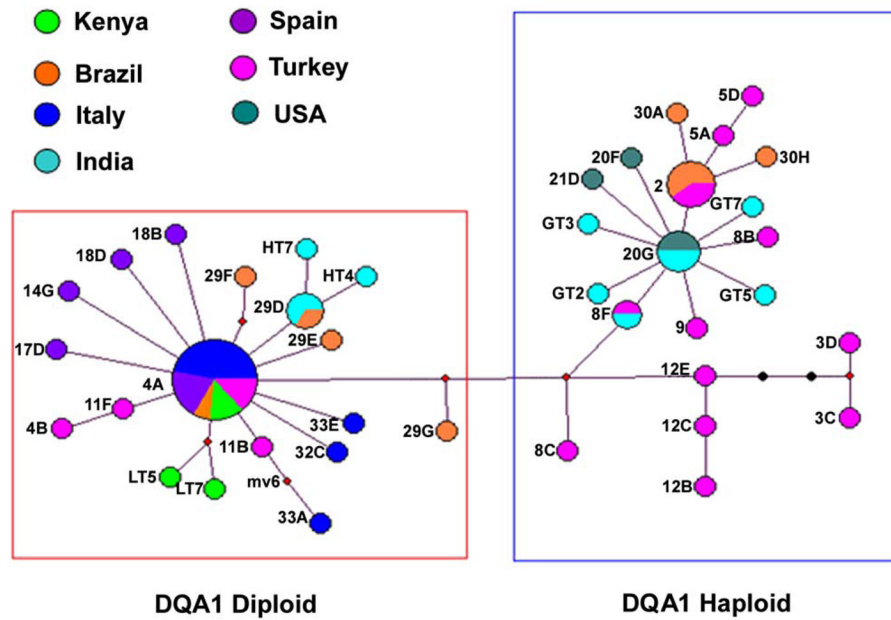 Kenya
Spain
Brazil
Turkey
Italy
USA
India
5D
30A
5A
20F
30H
2
21D
GT7
GT3
8B
20G
GT2
GT5
8F
9
18B
18D
HT7
29F
HT4
14G
29D
29E
17D
4A
3D
12E
11F
33E
4B
11B
32C
29G
12C
3C
8C
LT5
LT7
mv6
12B
33A
DQA1 Diploid
DQA1 Haploid